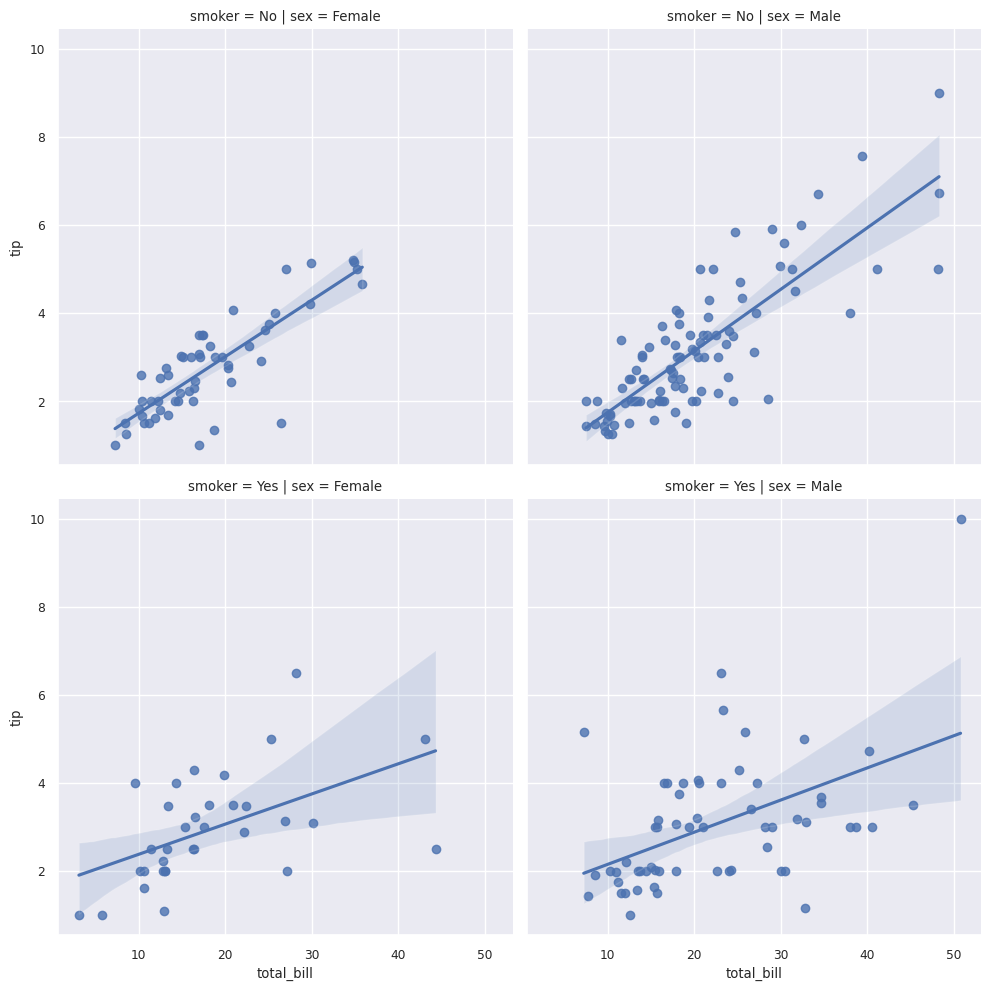 smoker = No | sex = Female
smoker = No | sex = Male
10
8
6
4
2
tip
smoker = Yes | sex = Female
smoker = Yes | sex = Male
10
8
6
4
2
tip
10 20 30 40 50
10 20 30 40 50
total_bill
total_bill